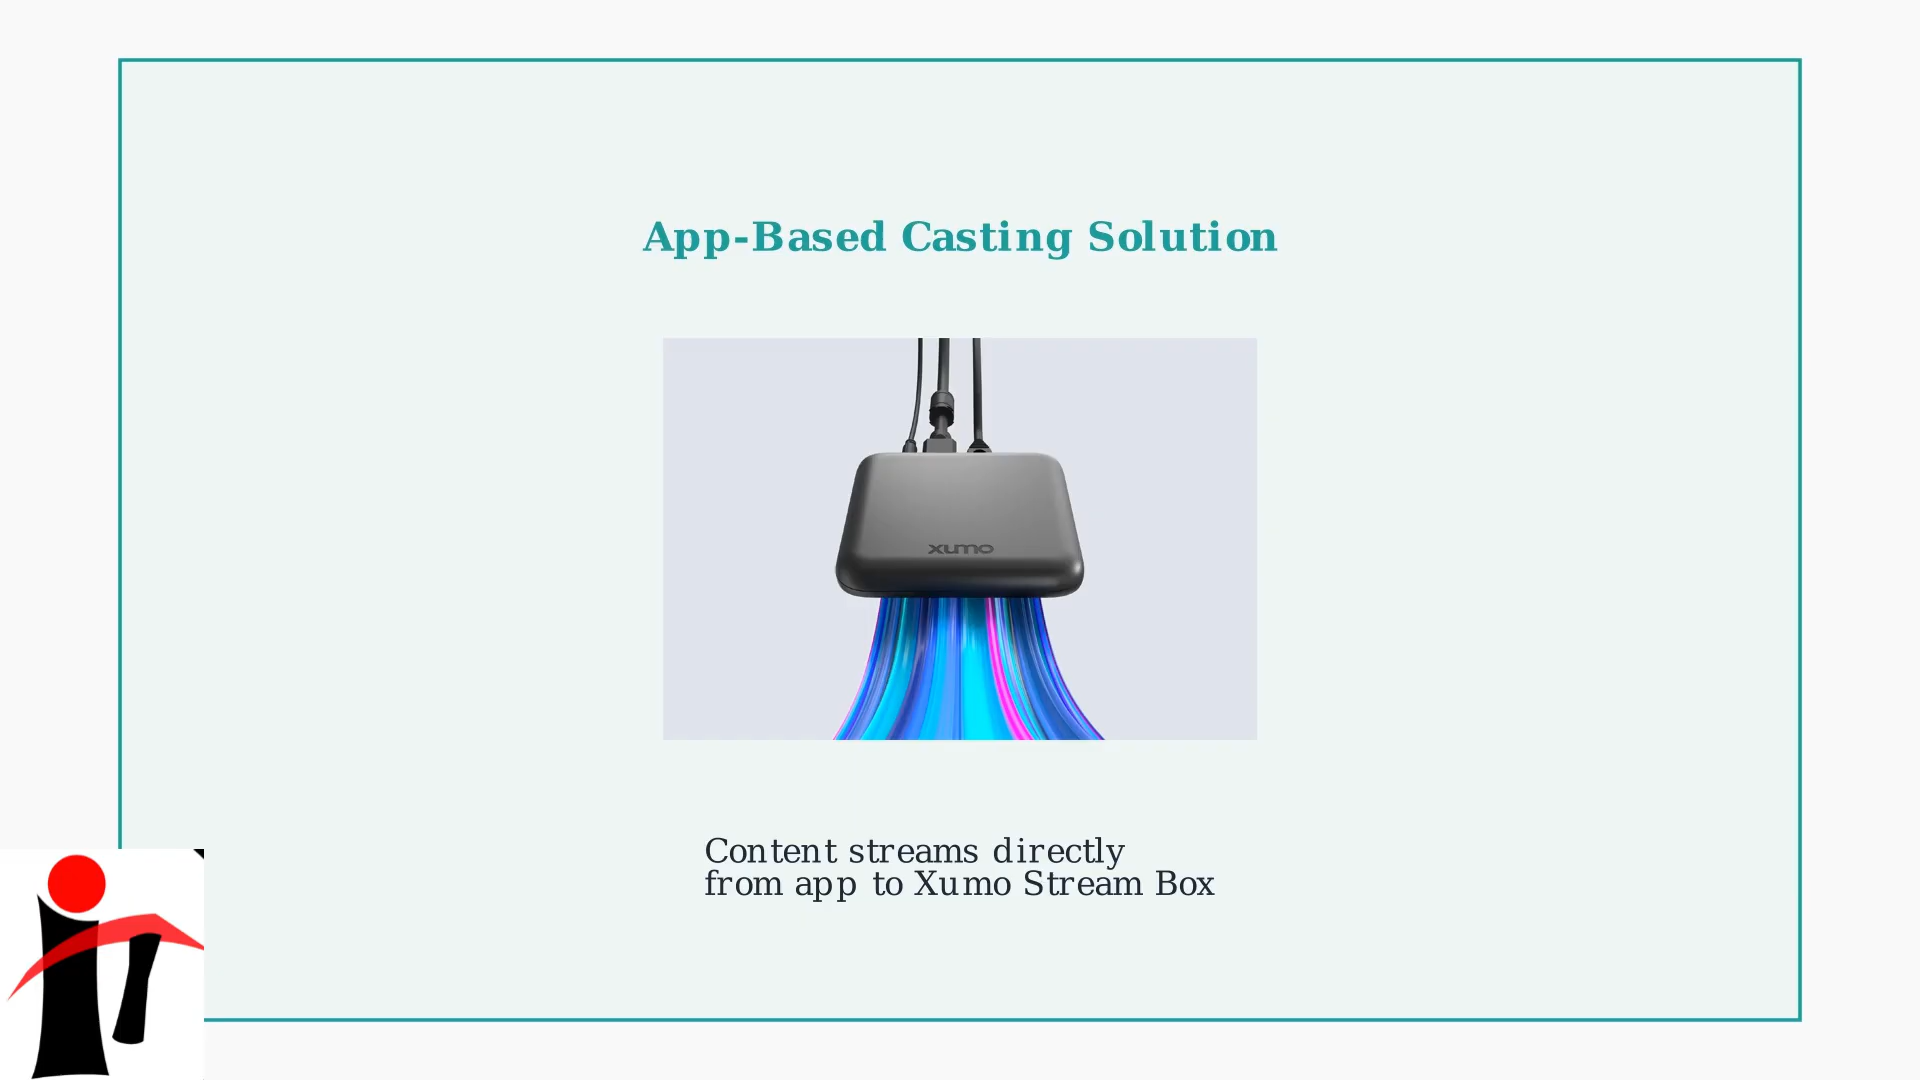 App-Based Casting Solution
xumo
Content streams directly
from app to Xumo Stream Box